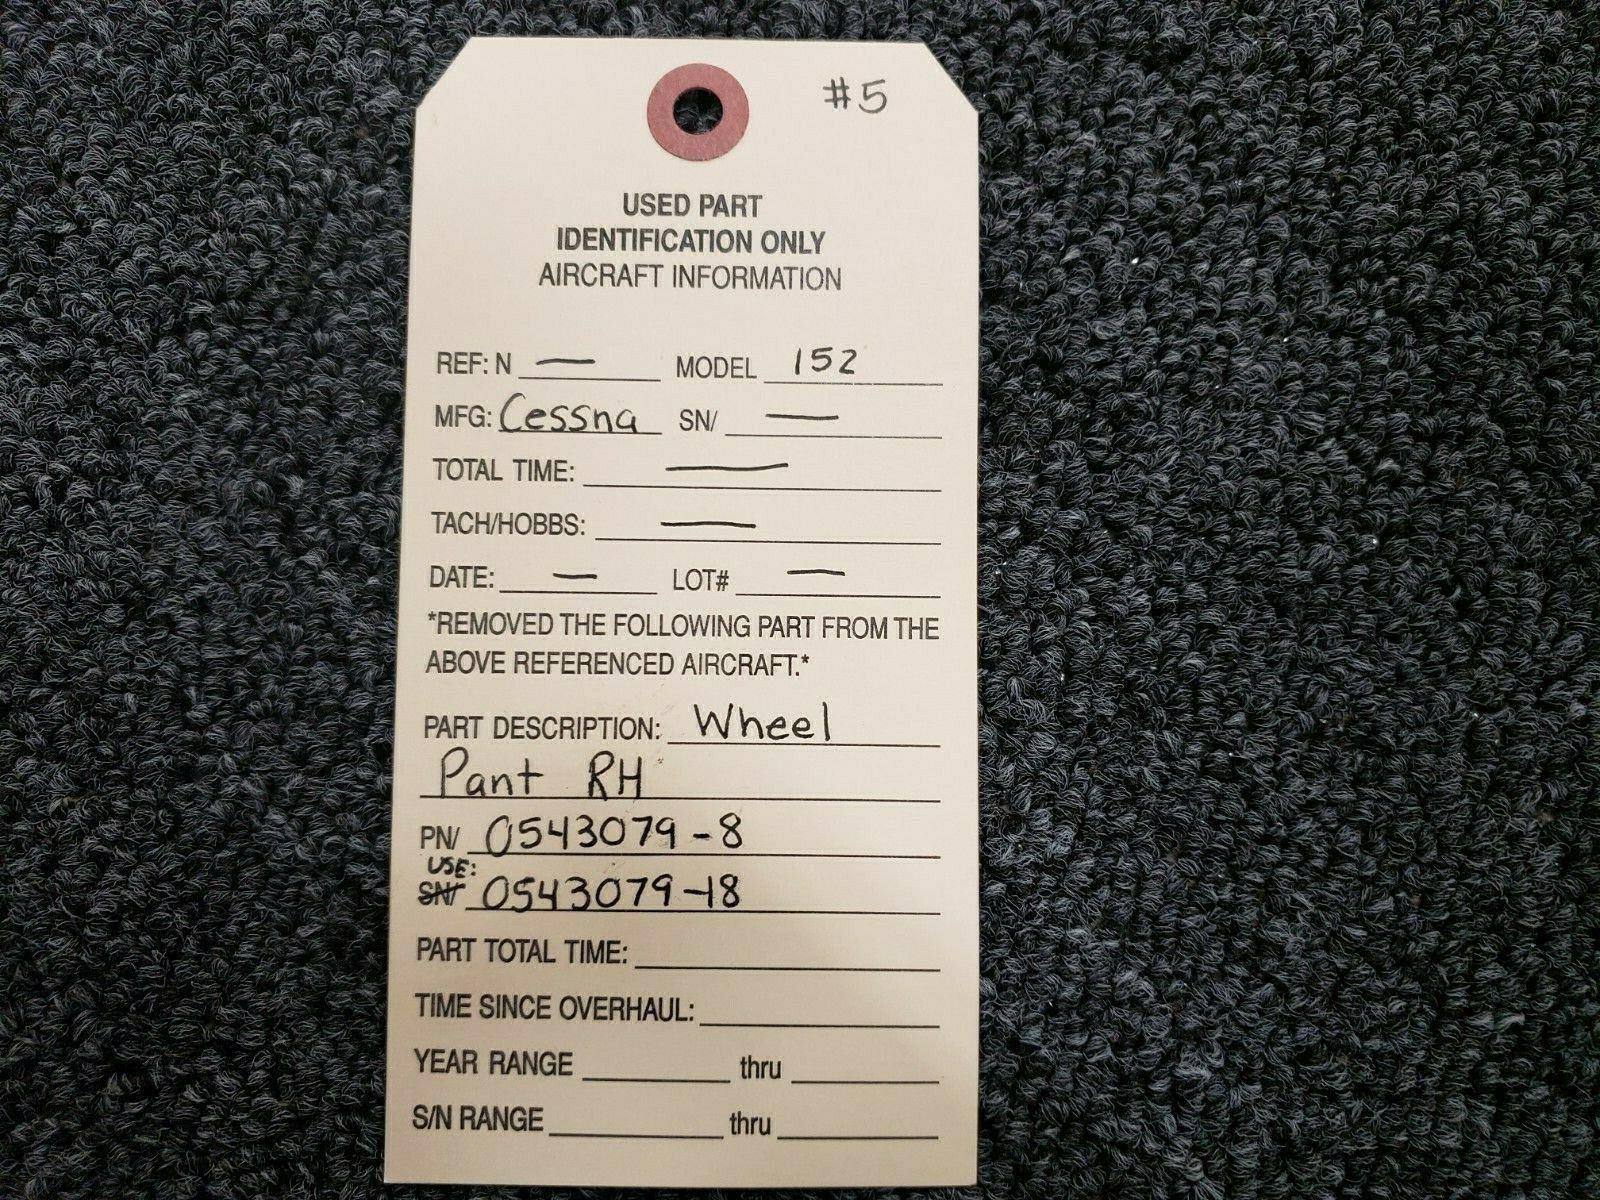 #5
USED PART
IDENTIFICATION ONLY
AIRCRAFT INFORMATION
REF: N — MODEL 152
MFG: Cessna SN/ —
TOTAL TIME: —
TACH/HOBBS: —
DATE: — LOT# —
*REMOVED THE FOLLOWING PART FROM THE
ABOVE REFERENCED AIRCRAFT.*
PART DESCRIPTION: Wheel
Pant RH
PN/ 0543079-8
USE:
SN/ 0543079-18
PART TOTAL TIME:
TIME SINCE OVERHAUL:
YEAR RANGE thru
S/N RANGE thru